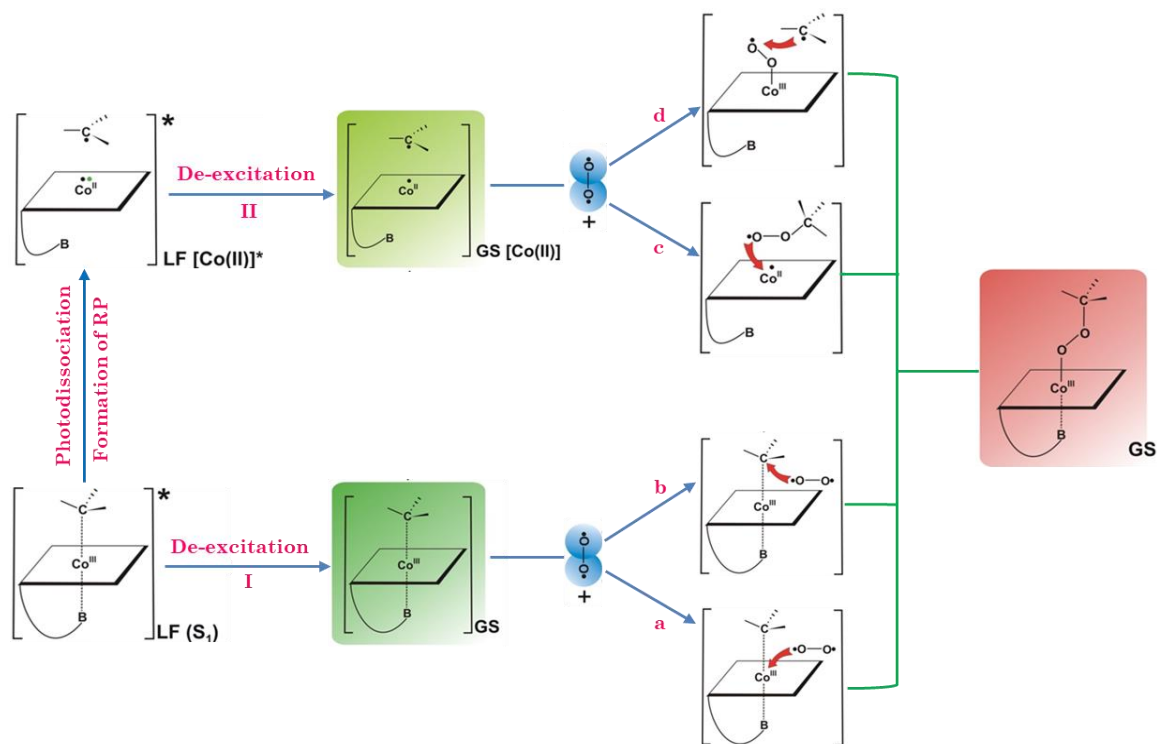 C
Co^II
B
*
LF [Co(II)]*
De-excitation
II
C
Co^II
B
GS [Co(II)]
O
O
+
d
c
O
O
C
Co^III
B
O
O
C
Co^II
B
Photodissociation
Formation of RP
C
O
O
Co^III
B
GS
C
Co^III
B
*
LF (S₁)
De-excitation
I
C
Co^III
B
GS
O
O
+
b
a
C
O
O
Co^III
B
C
O
O
Co^III
B